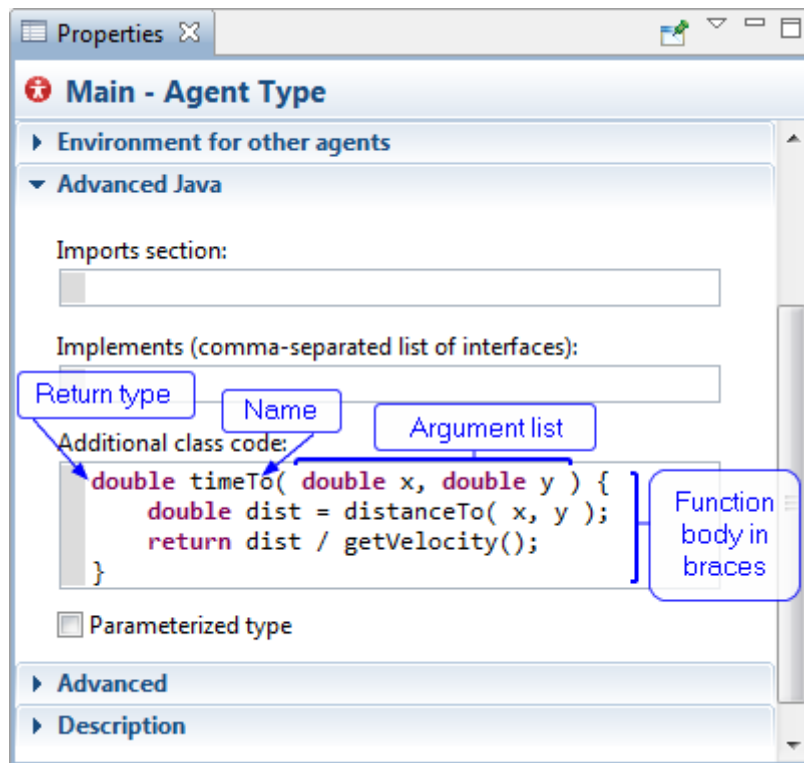 Properties
Main - Agent Type
Environment for other agents
Advanced Java
Imports section:
Implements (comma-separated list of interfaces):
Return type
Name
Argument list
Additional class code:
double timeTo( double x, double y ) {
double dist = distanceTo( x, y );
return dist / getVelocity();
}
Function
body in
braces
Parameterized type
Advanced
Description